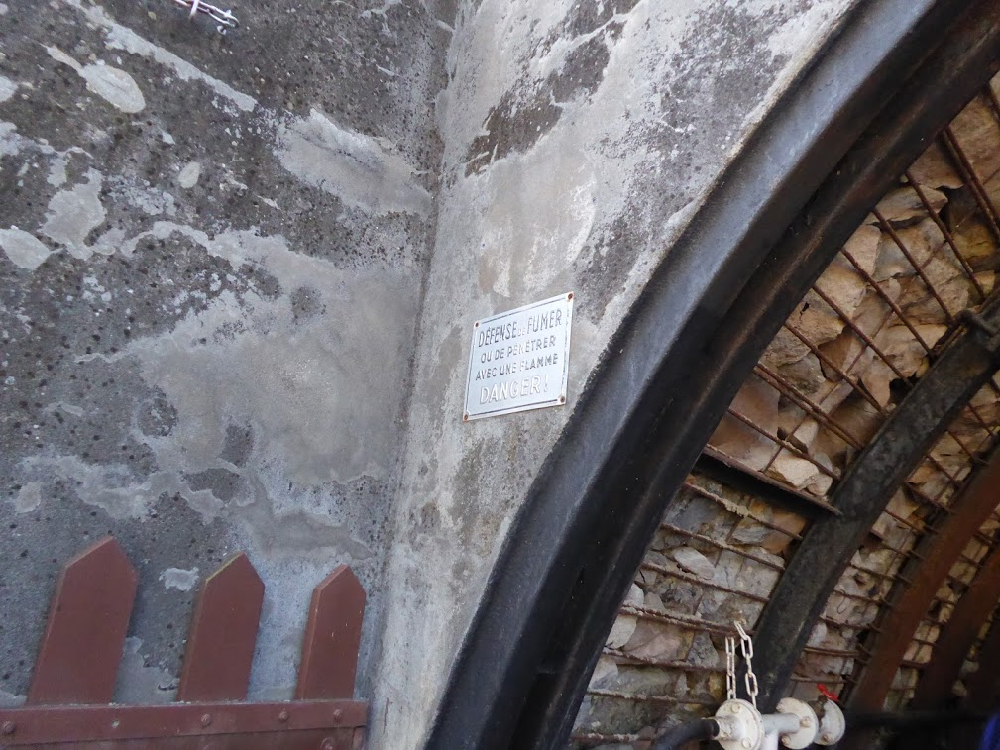 DÉFENSE DE FUMER
OU DE PÉNÉTRER
AVEC UNE FLAMME
DANGER!